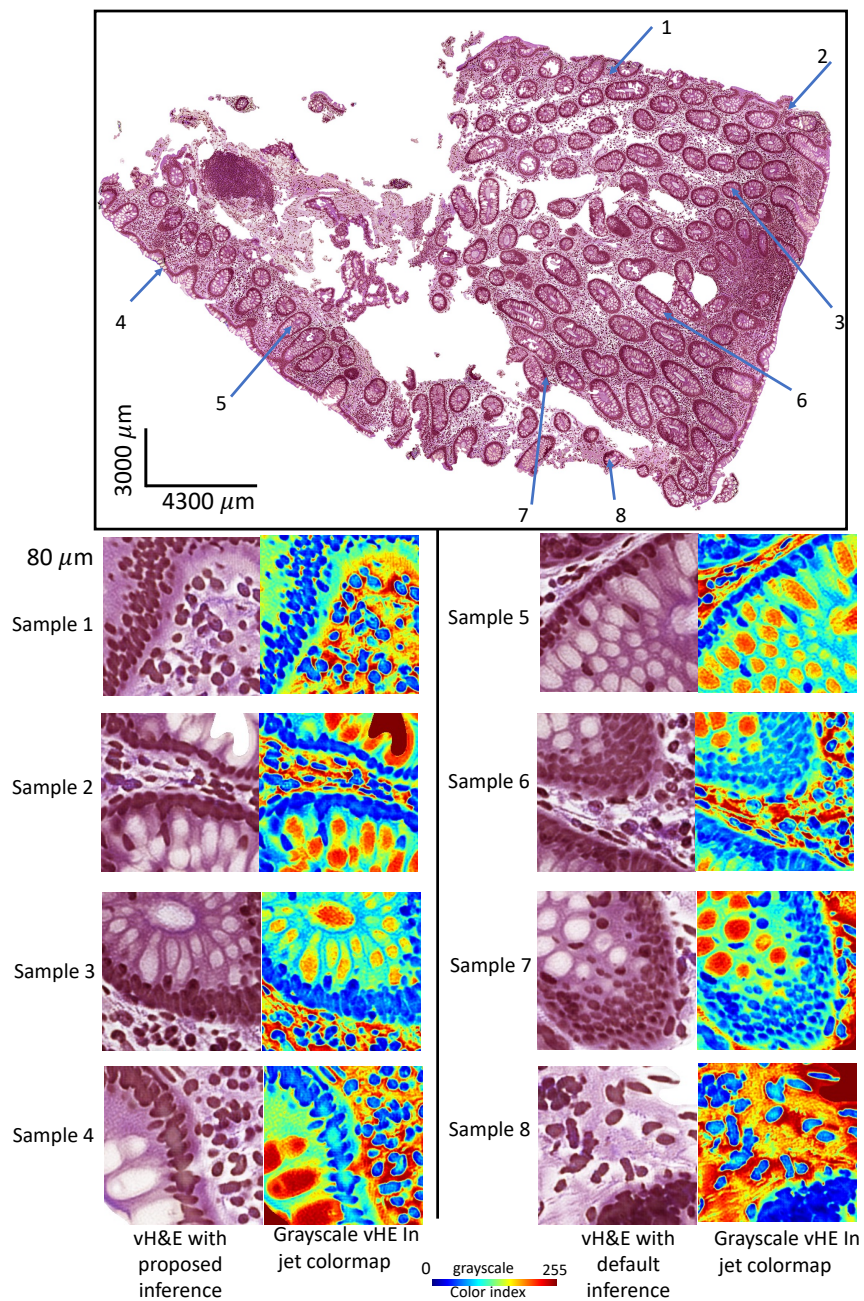 1
2
3
4
5
6
7
8
3000 𝜇m
4300 𝜇m
80 𝜇m
Sample 1
Sample 2
Sample 3
Sample 4
Sample 5
Sample 6
Sample 7
Sample 8
vH&E with
proposed
inference
Grayscale vHE In
jet colormap
0 grayscale 255
Color index
vH&E with
default
inference
Grayscale vHE In
jet colormap